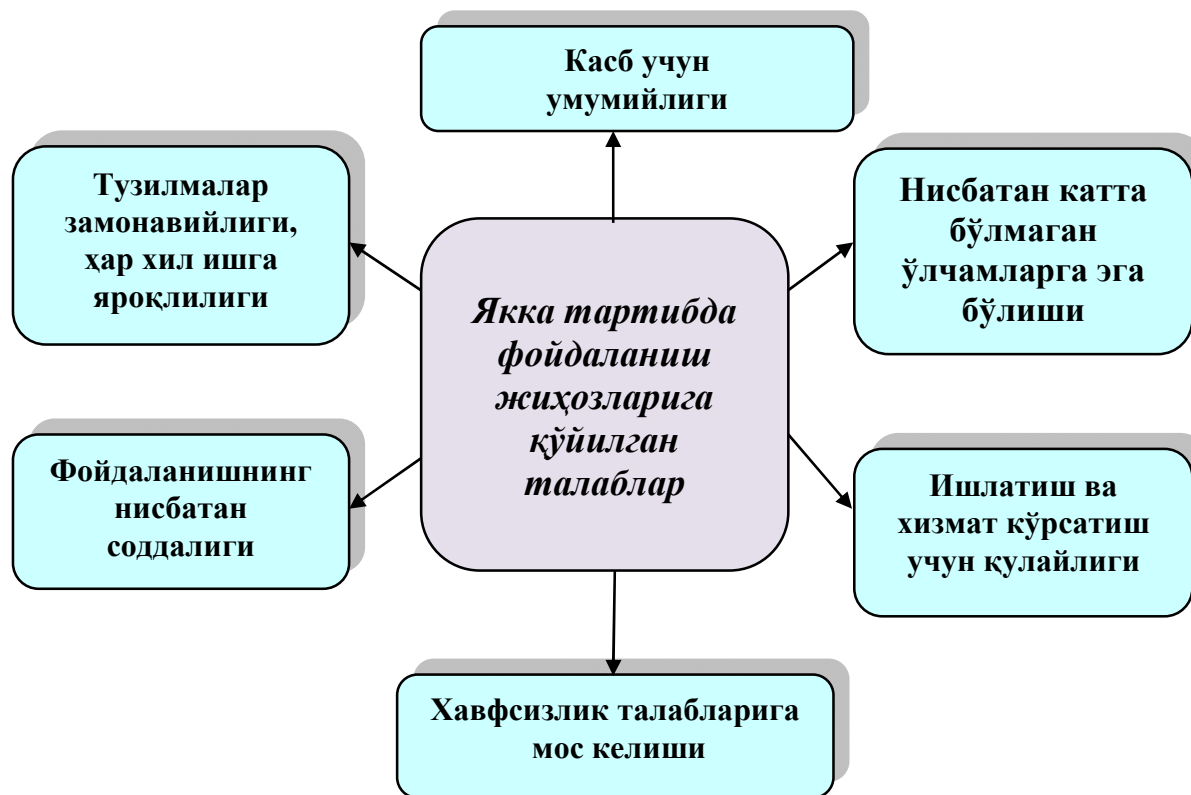 Касб учун
умумийлиги
Тузилмалар
замонавийлиги,
ҳар хил ишга
яроқлилиги
Нисбатан катта
бўлмаган
ўлчамларга эга
бўлиши
Якка тартибда
фойдаланиш
жиҳозларига
қўйилган
талаблар
Фойдаланишнинг
нисбатан
соддалиги
Ишлатиш ва
хизмат кўрсатиш
учун қулайлиги
Хавфсизлик талабларига
мос келиши